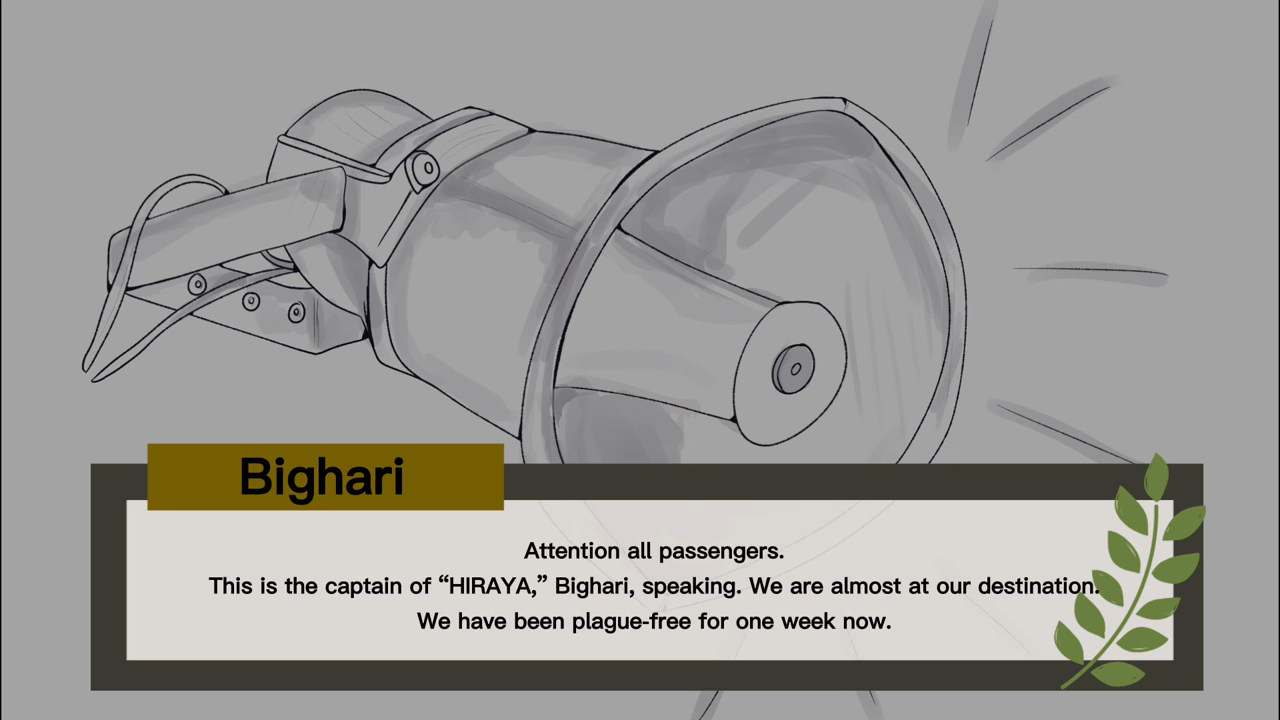 Bighari
Attention all passengers.
This is the captain of “HIRAYA,” Bighari, speaking. We are almost at our destination.
We have been plague-free for one week now.